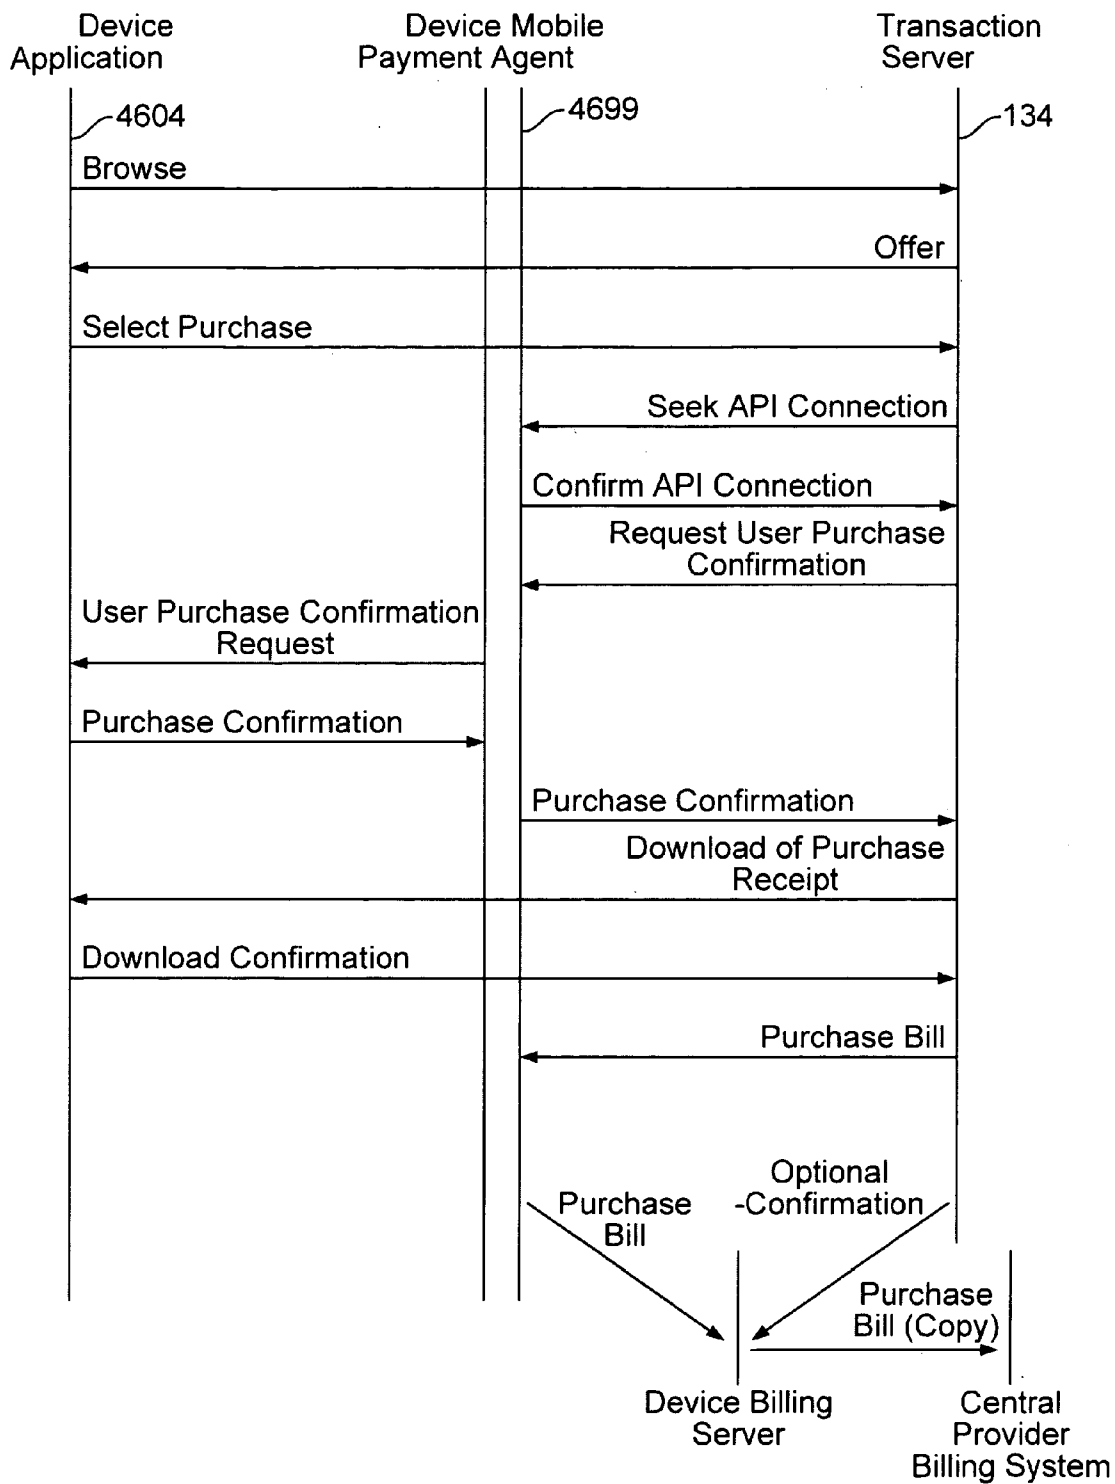 Device
Application
Device Mobile
Payment Agent
Transaction
Server
4604
4699
134
Browse
Offer
Select Purchase
Seek API Connection
Confirm API Connection
Request User Purchase
Confirmation
User Purchase Confirmation
Request
Purchase Confirmation
Purchase Confirmation
Download of Purchase
Receipt
Download Confirmation
Purchase Bill
Purchase
Bill
Optional
-Confirmation
Purchase
Bill (Copy)
Device Billing
Server
Central
Provider
Billing System